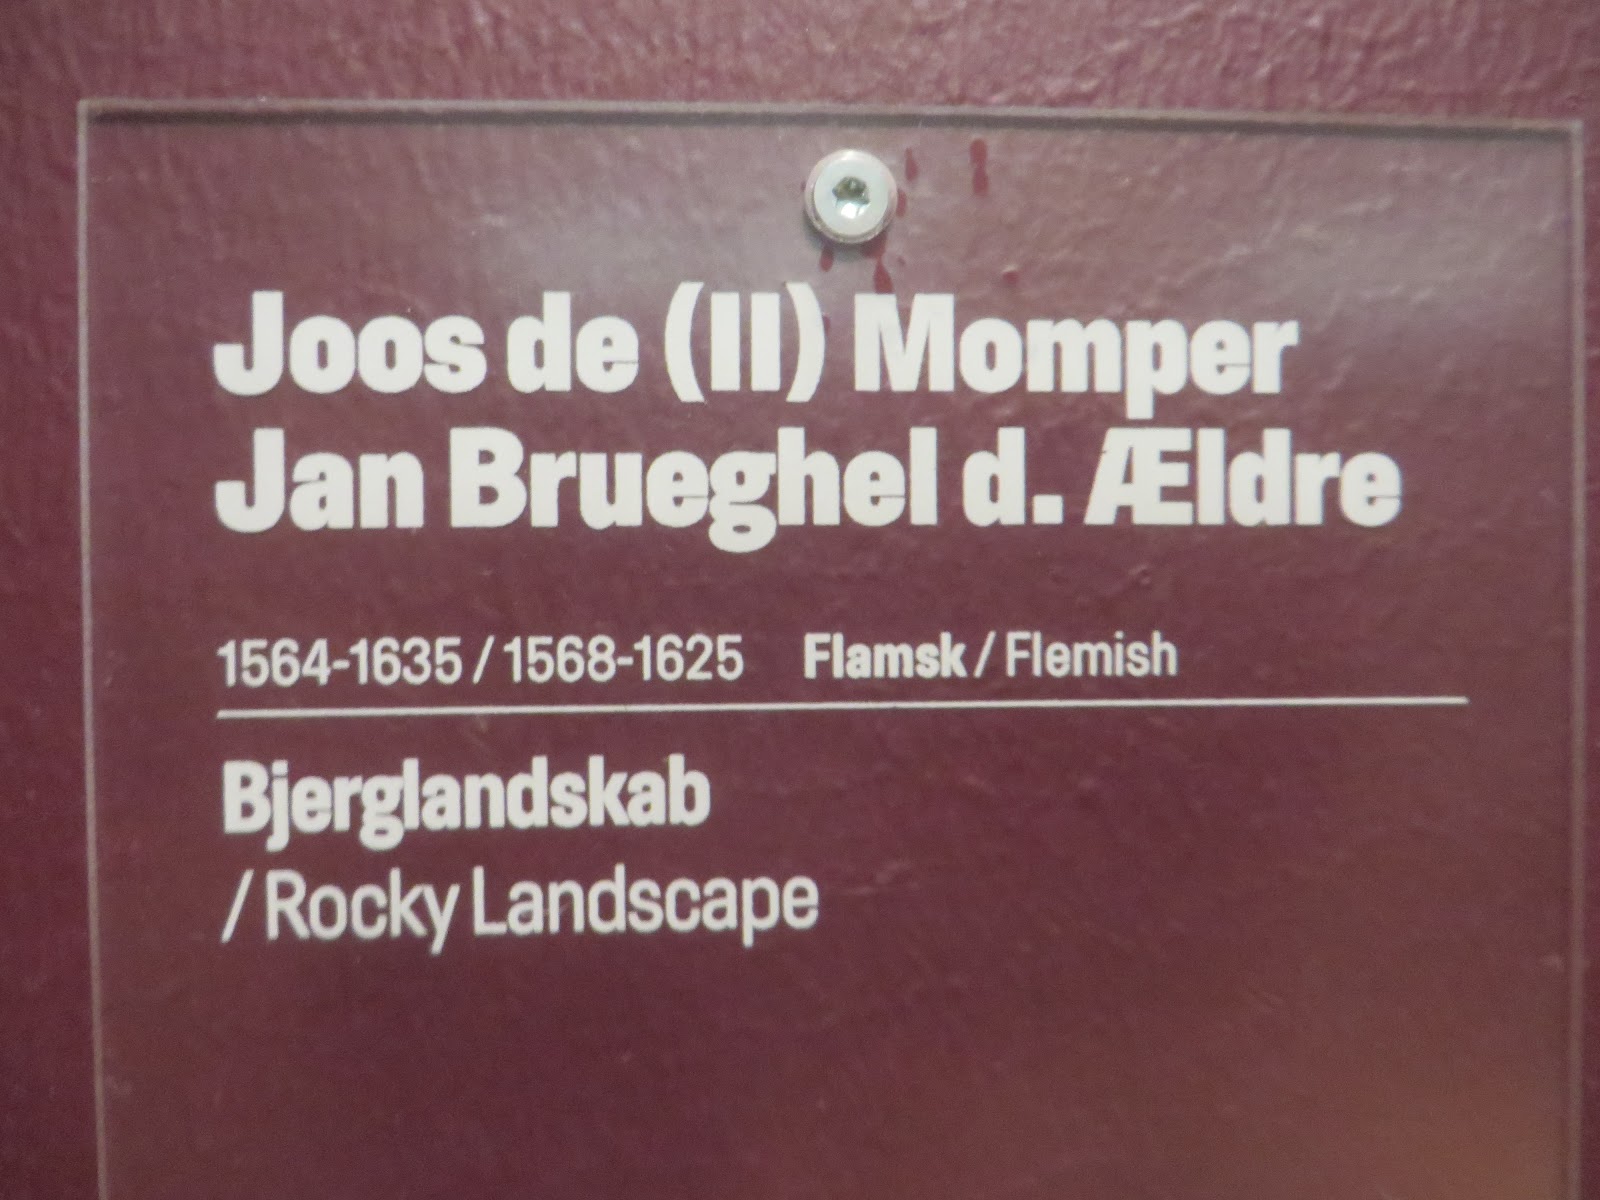 Joos de (II) Momper
Jan Brueghel d. Ældre
1564-1635 / 1568-1625 Flamsk / Flemish
Bjerglandskab
/ Rocky Landscape